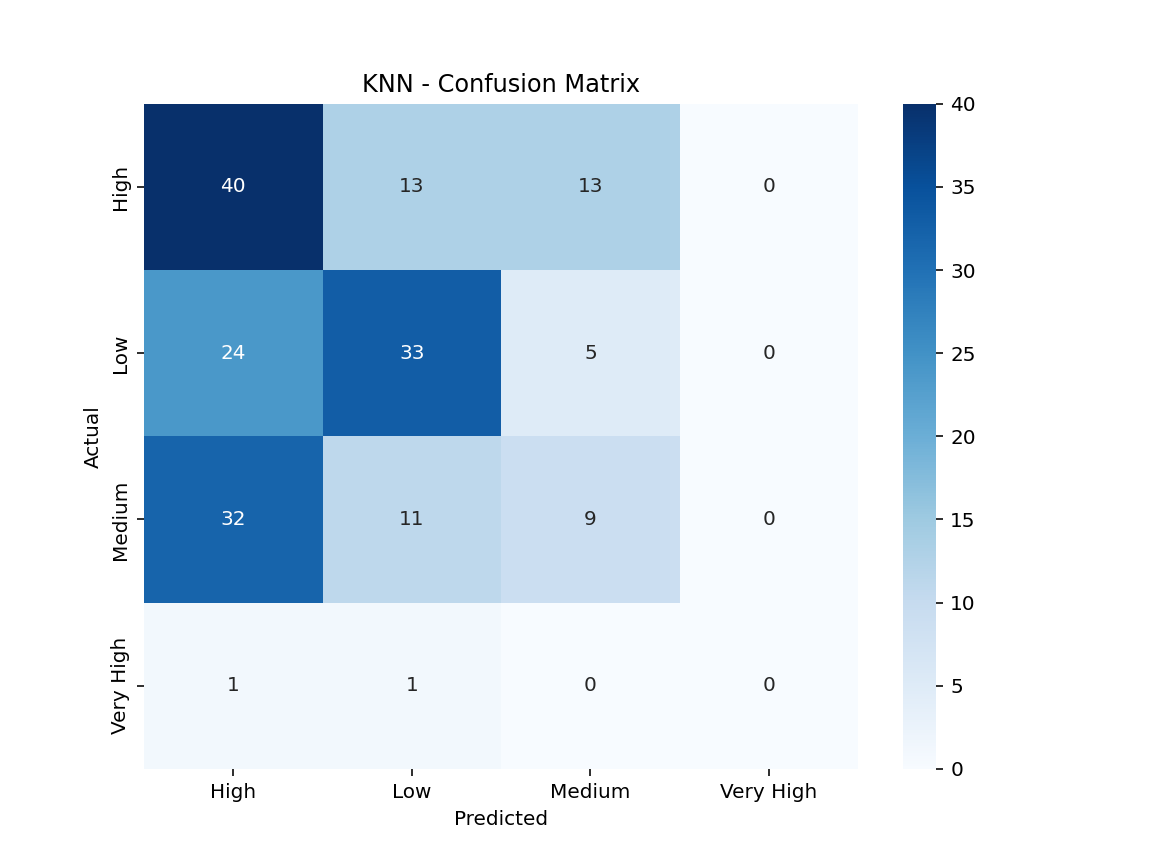 KNN - Confusion Matrix
High 40 13 13 0
Low 24 33 5 0
Medium 32 11 9 0
Very High 1 1 0 0
High Low Medium Very High
Predicted
Actual
40
35
30
25
20
15
10
5
0